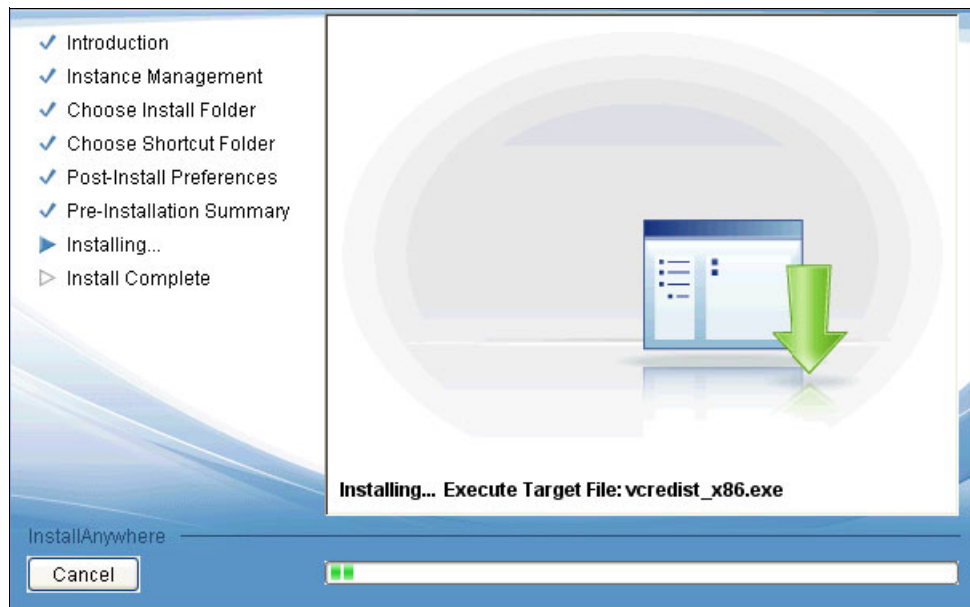 Introduction
Instance Management
Choose Install Folder
Choose Shortcut Folder
Post-Install Preferences
Pre-Installation Summary
Installing...
Install Complete
Installing... Execute Target File: vcredist_x86.exe
InstallAnywhere
Cancel